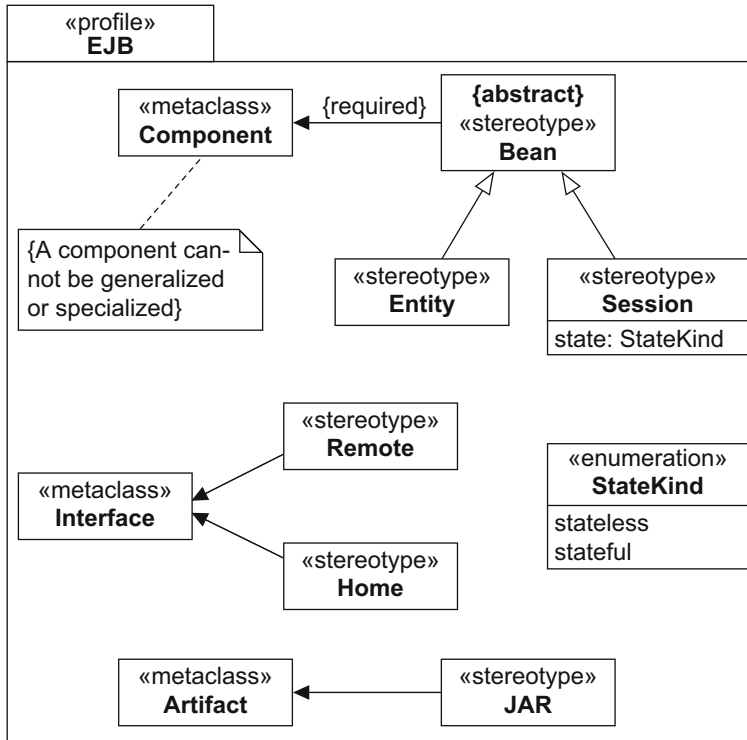 «profile»
EJB
«metaclass»
Component
{required}
{abstract}
«stereotype»
Bean
{A component can-
not be generalized
or specialized}
«stereotype»
Entity
«stereotype»
Session
state: StateKind
«stereotype»
Remote
«metaclass»
Interface
«stereotype»
Home
«enumeration»
StateKind
stateless
stateful
«metaclass»
Artifact
«stereotype»
JAR